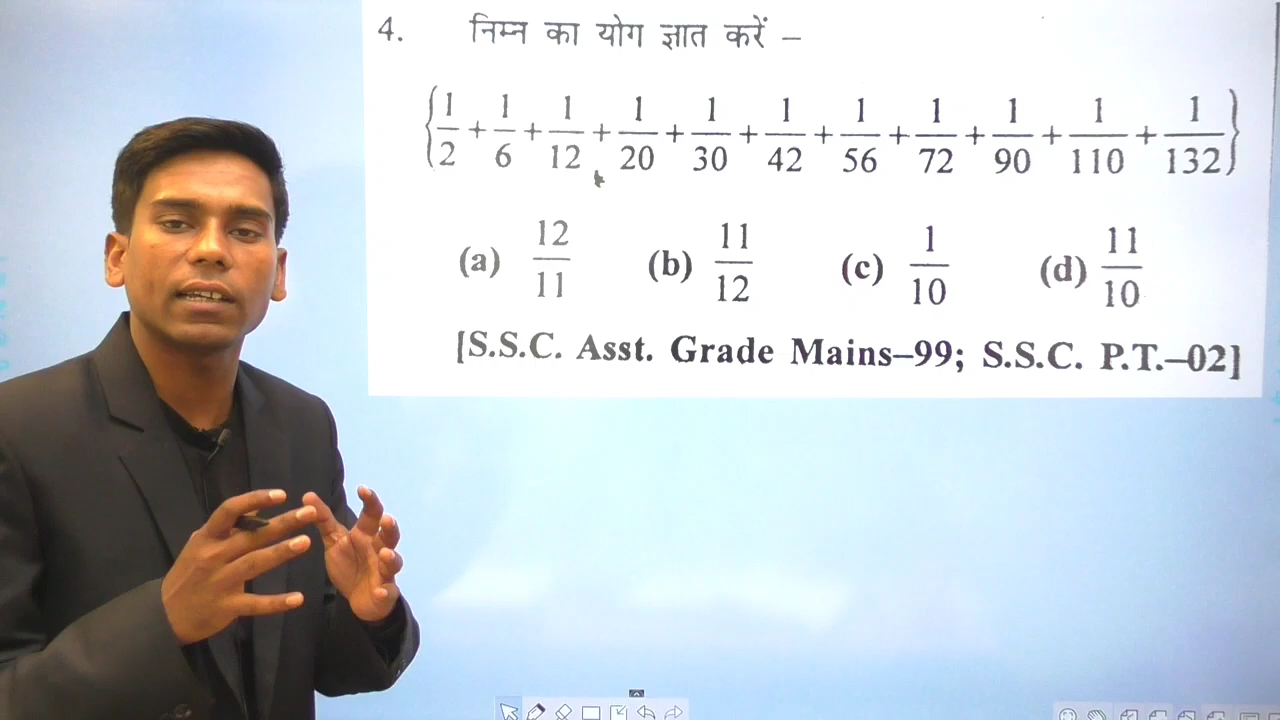 4. निम्न का योग ज्ञात करें –
{1/2 + 1/6 + 1/12 + 1/20 + 1/30 + 1/42 + 1/56 + 1/72 + 1/90 + 1/110 + 1/132}
(a) 12/11 (b) 11/12 (c) 1/10 (d) 11/10
[S.S.C. Asst. Grade Mains–99; S.S.C. P.T.–02]